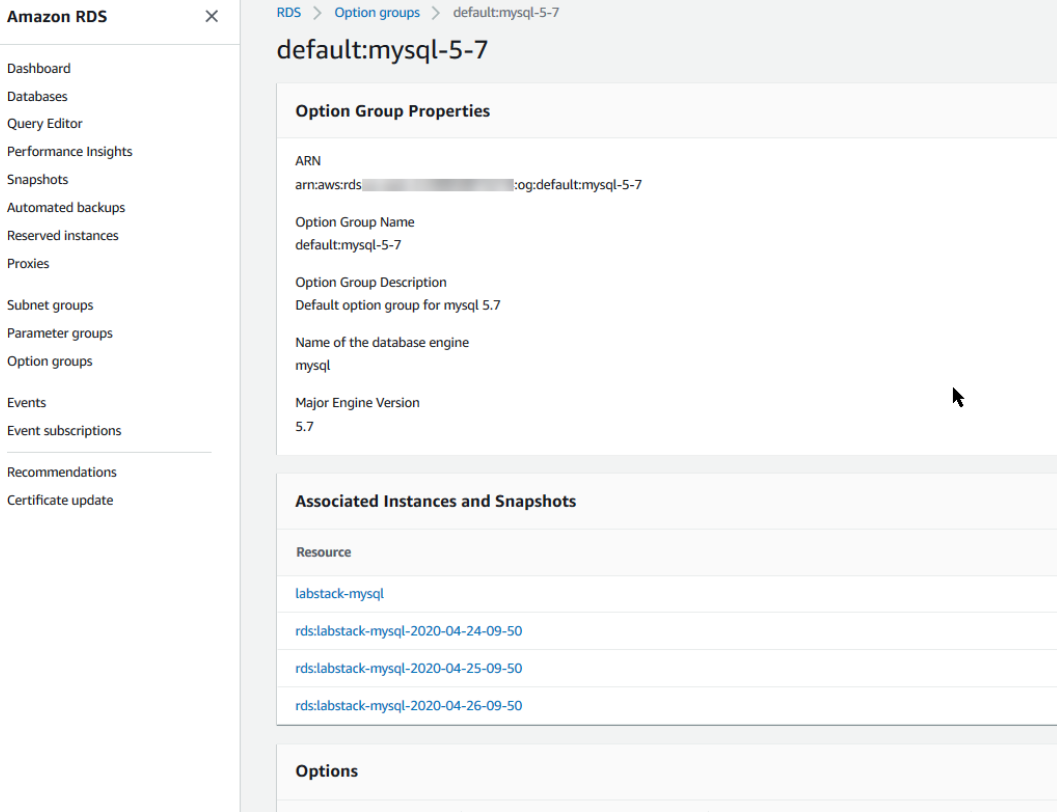 Amazon RDS
Dashboard
Databases
Query Editor
Performance Insights
Snapshots
Automated backups
Reserved instances
Proxies
Subnet groups
Parameter groups
Option groups
Events
Event subscriptions
Recommendations
Certificate update
RDS > Option groups > default:mysql-5-7
default:mysql-5-7
Option Group Properties
ARN
arn:aws:rds :og:default:mysql-5-7
Option Group Name
default:mysql-5-7
Option Group Description
Default option group for mysql 5.7
Name of the database engine
mysql
Major Engine Version
5.7
Associated Instances and Snapshots
Resource
labstack-mysql
rds:labstack-mysql-2020-04-24-09-50
rds:labstack-mysql-2020-04-25-09-50
rds:labstack-mysql-2020-04-26-09-50
Options